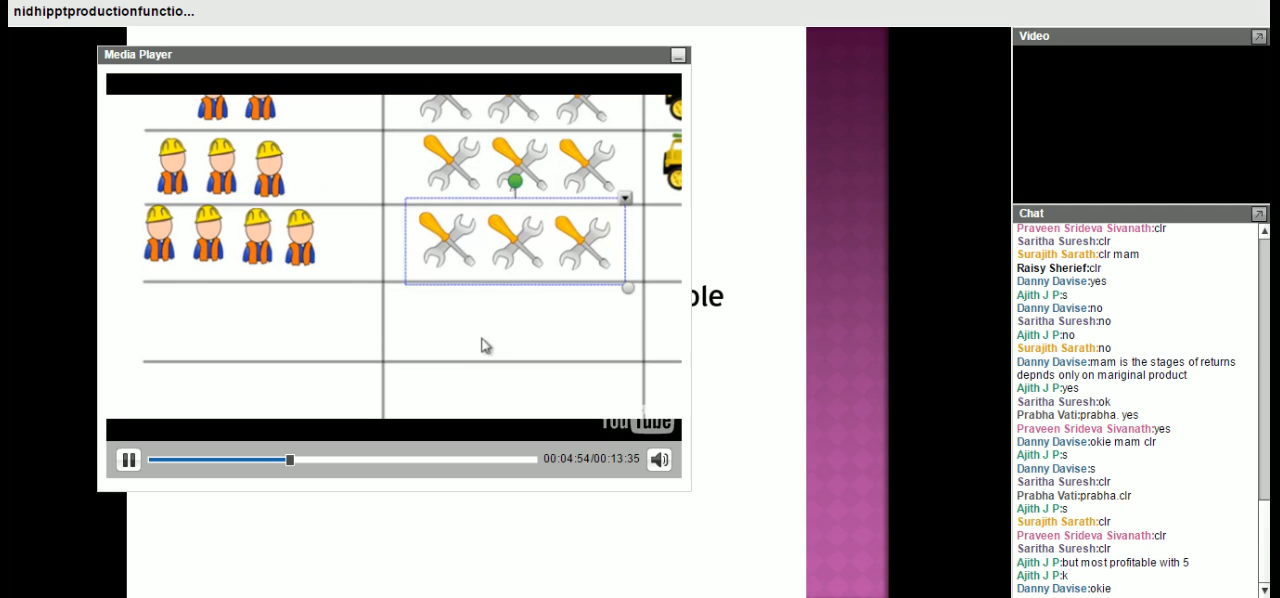 nidhipptproductionfunctio...
Media Player
ole
YouTube
00:04:54/00:13:35
Video
Chat
Praveen Srideva Sivanath:clr
Saritha Suresh:clr
Surajith Sarath:clr mam
Raisy Sherief:clr
Danny Davise:yes
Ajith J P:s
Danny Davise:no
Saritha Suresh:no
Ajith J P:no
Surajith Sarath:no
Danny Davise:mam is the stages of returns
depnds only on mariginal product
Ajith J P:yes
Saritha Suresh:ok
Prabha Vati:prabha. yes
Praveen Srideva Sivanath:yes
Danny Davise:okie mam clr
Ajith J P:s
Danny Davise:s
Saritha Suresh:clr
Prabha Vati:prabha.clr
Ajith J P:s
Surajith Sarath:clr
Praveen Srideva Sivanath:clr
Saritha Suresh:clr
Ajith J P:but most profitable with 5
Ajith J P:k
Danny Davise:okie